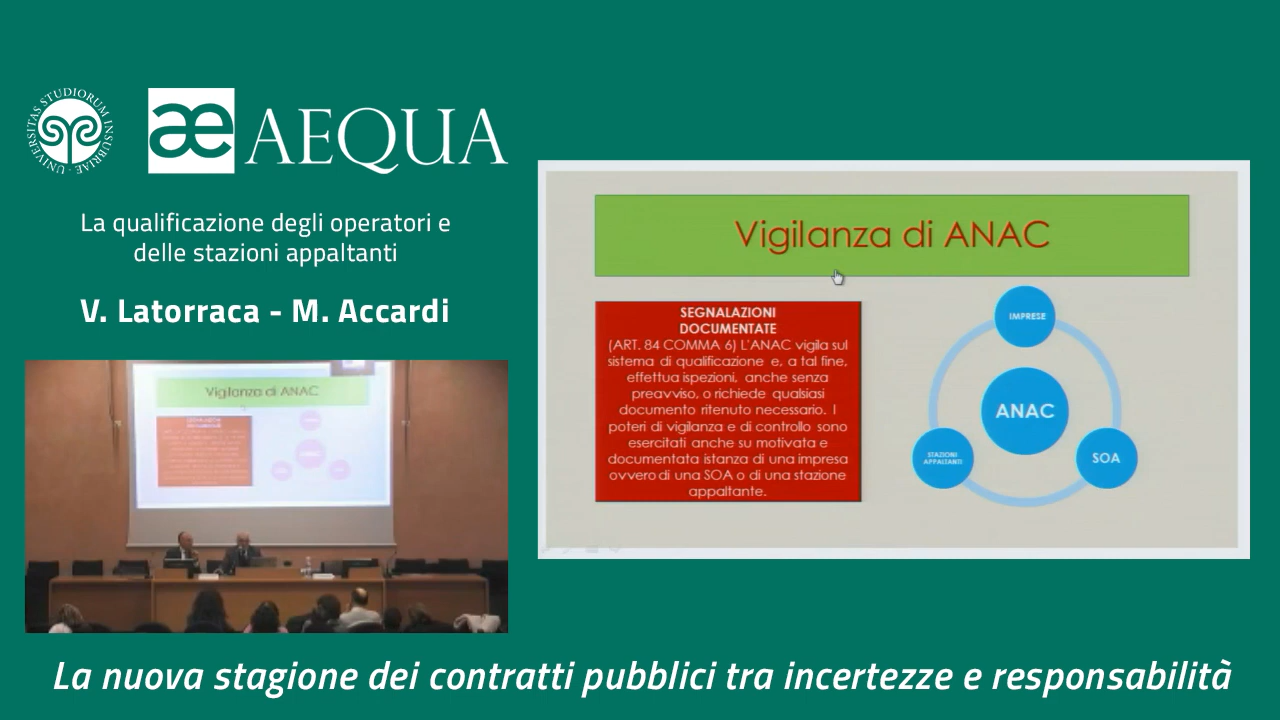 UNIVERSITAS STUDIORUM INSUBRIAE
æ AEQUA
La qualificazione degli operatori e
delle stazioni appaltanti
V. Latorraca - M. Accardi
Vigilanza di ANAC
Vigilanza di ANAC
SEGNALAZIONI
DOCUMENTATE
(ART. 84 COMMA 6) L'ANAC vigila sul
sistema di qualificazione e, a tal fine,
effettua ispezioni, anche senza
preavviso, o richiede qualsiasi
documento ritenuto necessario. I
poteri di vigilanza e di controllo sono
esercitati anche su motivata e
documentata istanza di una impresa
ovvero di una SOA o di una stazione
appaltante.
IMPRESE
ANAC
STAZIONI
APPALTANTI
SOA
La nuova stagione dei contratti pubblici tra incertezze e responsabilità